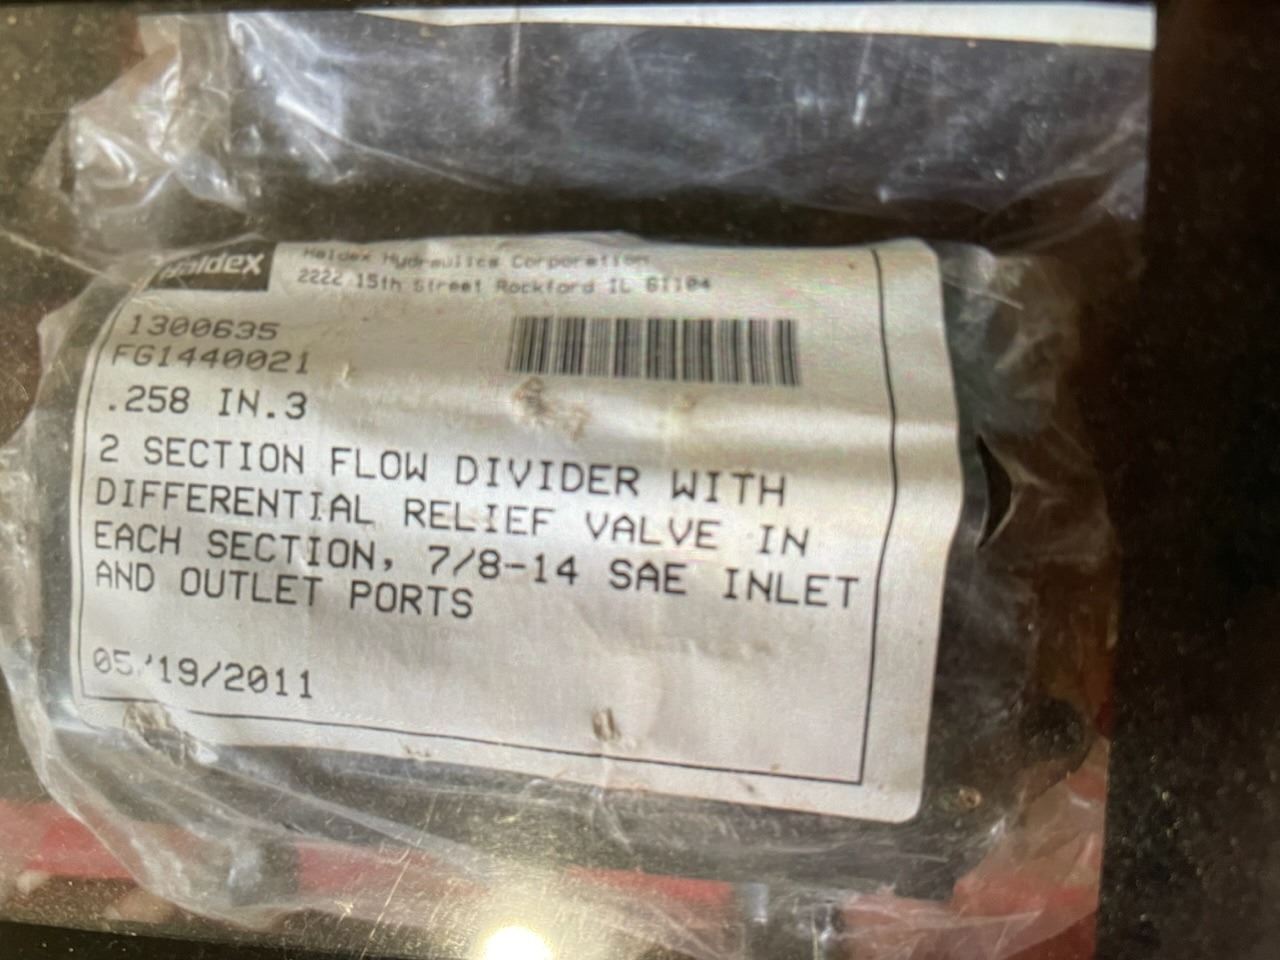 Haldex
Haldex Hydraulics Corporation
2222 15th Street Rockford IL 61104
1300635
FG1440021
.258 IN.3
2 SECTION FLOW DIVIDER WITH
DIFFERENTIAL RELIEF VALVE IN
EACH SECTION, 7/8-14 SAE INLET
AND OUTLET PORTS
05/19/2011